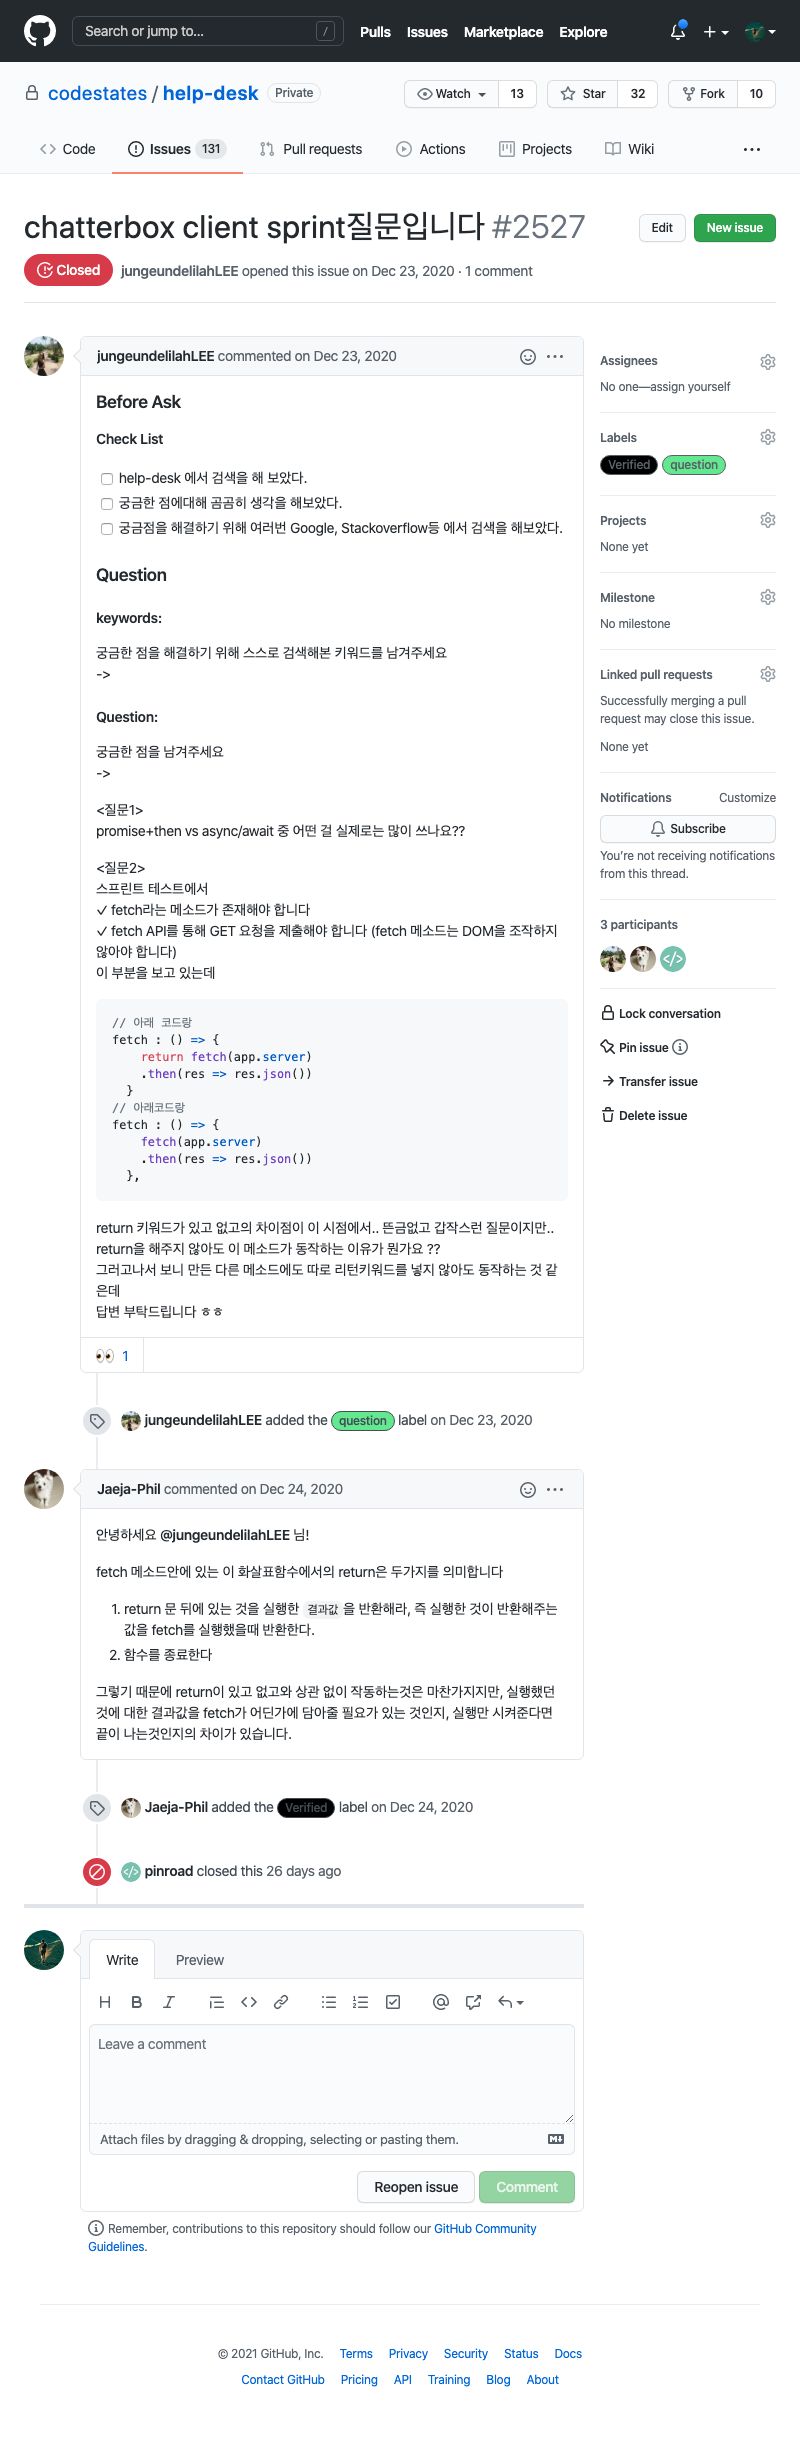 Search or jump to... /
Pulls Issues Marketplace Explore
codestates / help-desk Private
Watch 13 Star 32 Fork 10
Code Issues 131 Pull requests Actions Projects Wiki
chatterbox client sprint질문입니다 #2527
Edit New issue
Closed jungeundelilahLEE opened this issue on Dec 23, 2020 · 1 comment
jungeundelilahLEE commented on Dec 23, 2020
Before Ask
Check List
help-desk 에서 검색을 해 보았다.
궁금한 점에대해 곰곰히 생각을 해보았다.
궁금점을 해결하기 위해 여러번 Google, Stackoverflow등 에서 검색을 해보았다.
Question
keywords:
궁금한 점을 해결하기 위해 스스로 검색해본 키워드를 남겨주세요
->
Question:
궁금한 점을 남겨주세요
->
<질문1>
promise+then vs async/await 중 어떤 걸 실제로는 많이 쓰나요??
<질문2>
스프린트 테스트에서
✓ fetch라는 메소드가 존재해야 합니다
✓ fetch API를 통해 GET 요청을 제출해야 합니다 (fetch 메소드는 DOM을 조작하지
않아야 합니다)
이 부분을 보고 있는데
// 아래 코드랑
fetch : () => {
return fetch(app.server)
.then(res => res.json())
}
// 아래코드랑
fetch : () => {
fetch(app.server)
.then(res => res.json())
},
return 키워드가 있고 없고의 차이점이 이 시점에서.. 뜬금없고 갑작스런 질문이지만..
return을 해주지 않아도 이 메소드가 동작하는 이유가 뭔가요 ??
그러고나서 보니 만든 다른 메소드에도 따로 리턴키워드를 넣지 않아도 동작하는 것 같
은데
답변 부탁드립니다 ㅎㅎ
👀 1
jungeundelilahLEE added the question label on Dec 23, 2020
Jaeja-Phil commented on Dec 24, 2020
안녕하세요 @jungeundelilahLEE 님!
fetch 메소드안에 있는 이 화살표함수에서의 return은 두가지를 의미합니다
1. return 문 뒤에 있는 것을 실행한 결과값 을 반환해라, 즉 실행한 것이 반환해주는
값을 fetch를 실행했을때 반환한다.
2. 함수를 종료한다
그렇기 때문에 return이 있고 없고와 상관 없이 작동하는것은 마찬가지지만, 실행했던
것에 대한 결과값을 fetch가 어딘가에 담아줄 필요가 있는 것인지, 실행만 시켜준다면
끝이 나는것인지의 차이가 있습니다.
Jaeja-Phil added the Verified label on Dec 24, 2020
pinroad closed this 26 days ago
Assignees
No one—assign yourself
Labels
Verified question
Projects
None yet
Milestone
No milestone
Linked pull requests
Successfully merging a pull
request may close this issue.
None yet
Notifications Customize
Subscribe
You're not receiving notifications
from this thread.
3 participants
Lock conversation
Pin issue
Transfer issue
Delete issue
Write Preview
Leave a comment
Attach files by dragging & dropping, selecting or pasting them.
Reopen issue Comment
Remember, contributions to this repository should follow our GitHub Community
Guidelines.
© 2021 GitHub, Inc. Terms Privacy Security Status Docs
Contact GitHub Pricing API Training Blog About